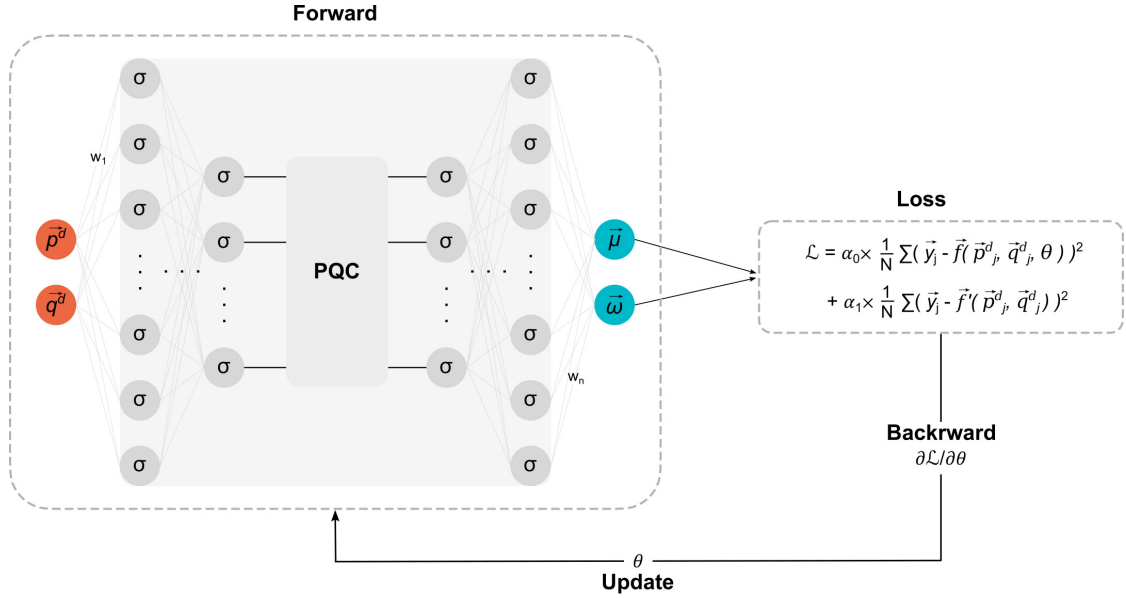 Forward
σ σ
σ σ
w₁
σ σ
σ σ
p⃗ᵈ σ σ μ⃗
q⃗ᵈ PQC ω⃗
σ σ
σ σ
wₙ
σ σ
σ σ
Loss
ℒ = α₀× 1/N ∑( y⃗ⱼ - f⃗( p⃗ᵈⱼ, q⃗ᵈⱼ, θ) )²
+ α₁× 1/N ∑( y⃗ⱼ - f⃗'( p⃗ᵈⱼ, q⃗ᵈⱼ) )²
Backrward
∂ℒ/∂θ
θ
Update